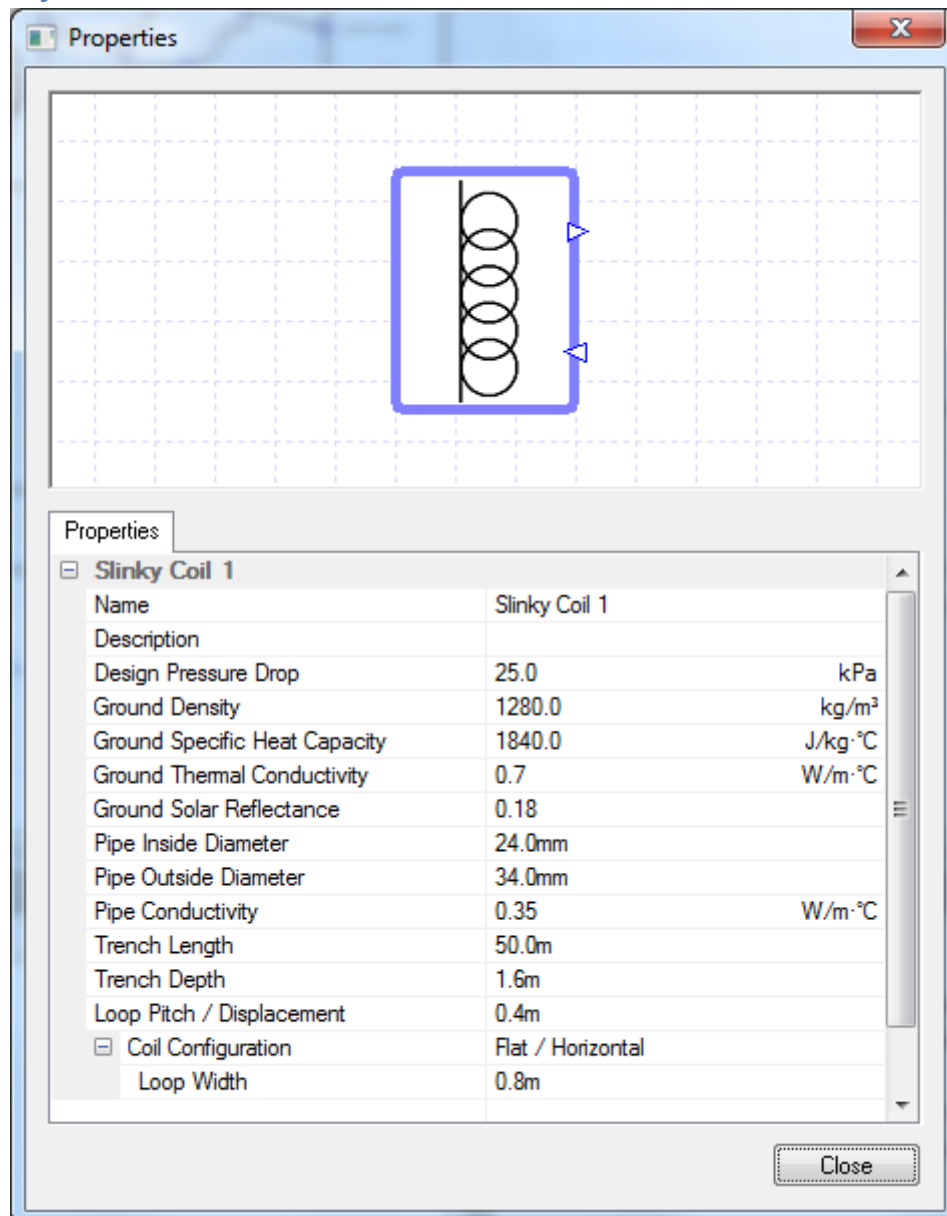 Properties
Properties
Slinky Coil 1
Name Slinky Coil 1
Description
Design Pressure Drop 25.0 kPa
Ground Density 1280.0 kg/m³
Ground Specific Heat Capacity 1840.0 J/kg·°C
Ground Thermal Conductivity 0.7 W/m·°C
Ground Solar Reflectance 0.18
Pipe Inside Diameter 24.0mm
Pipe Outside Diameter 34.0mm
Pipe Conductivity 0.35 W/m·°C
Trench Length 50.0m
Trench Depth 1.6m
Loop Pitch / Displacement 0.4m
Coil Configuration Flat / Horizontal
Loop Width 0.8m
Close